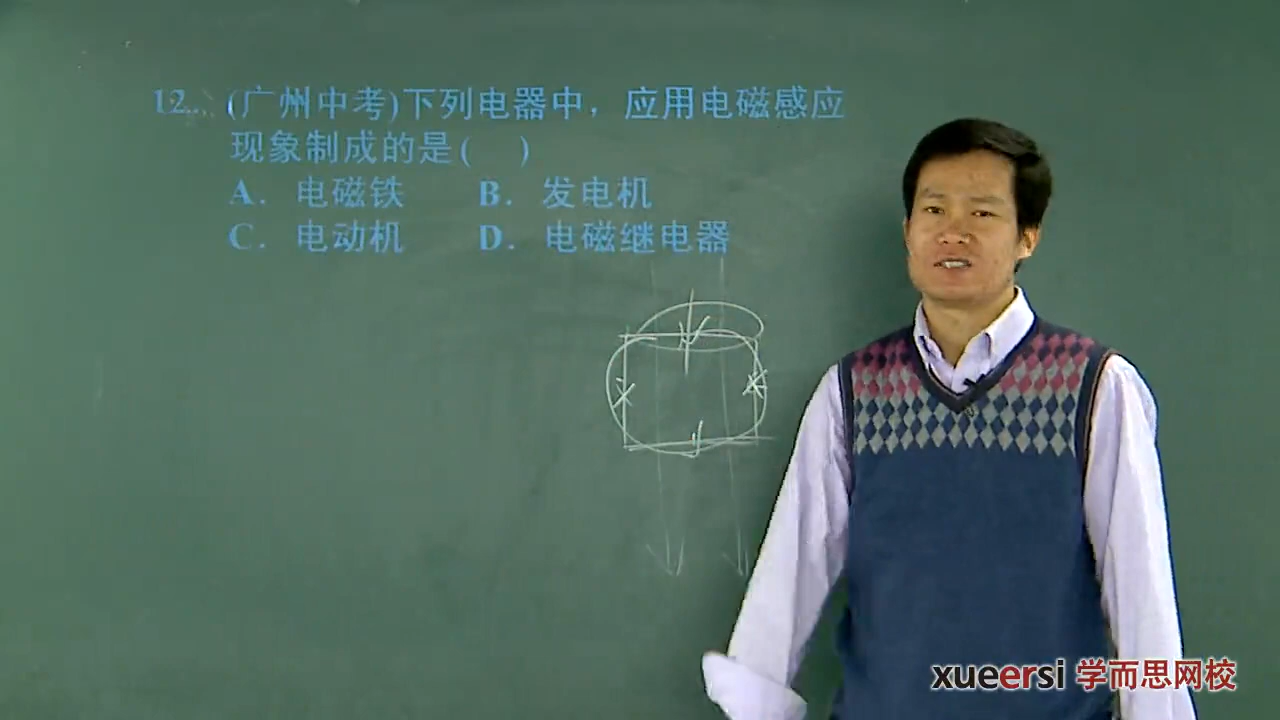 12. (广州中考)下列电器中，应用电磁感应
现象制成的是(    )
A. 电磁铁    B. 发电机
C. 电动机    D. 电磁继电器
xueersi 学而思网校